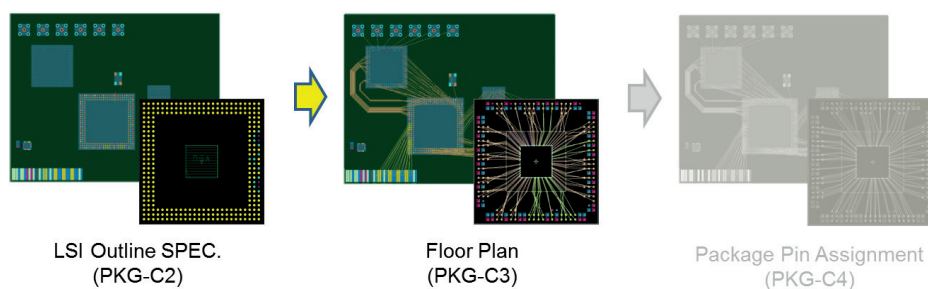 LSI Outline SPEC.
(PKG-C2)
Floor Plan
(PKG-C3)
Package Pin Assignment
(PKG-C4)